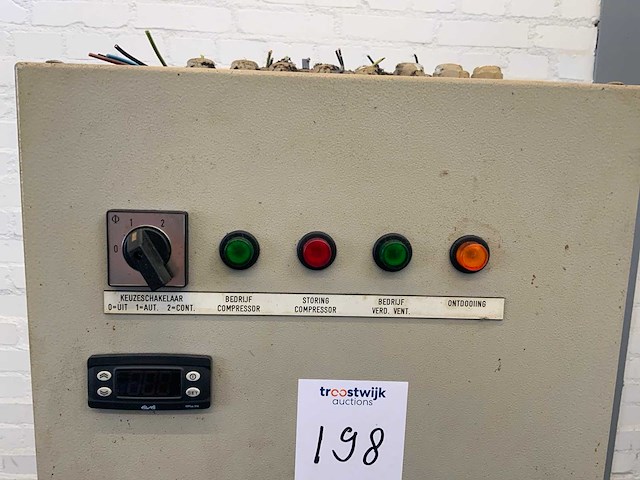 1 2
0
KEUZESCHAKELAAR
0=UIT 1=AUT. 2=CONT.
BEDRIJF
COMPRESSOR
STORING
COMPRESSOR
BEDRIJF
VERD. VENT.
ONTDOOIING
SET
troostwijk
auctions
198